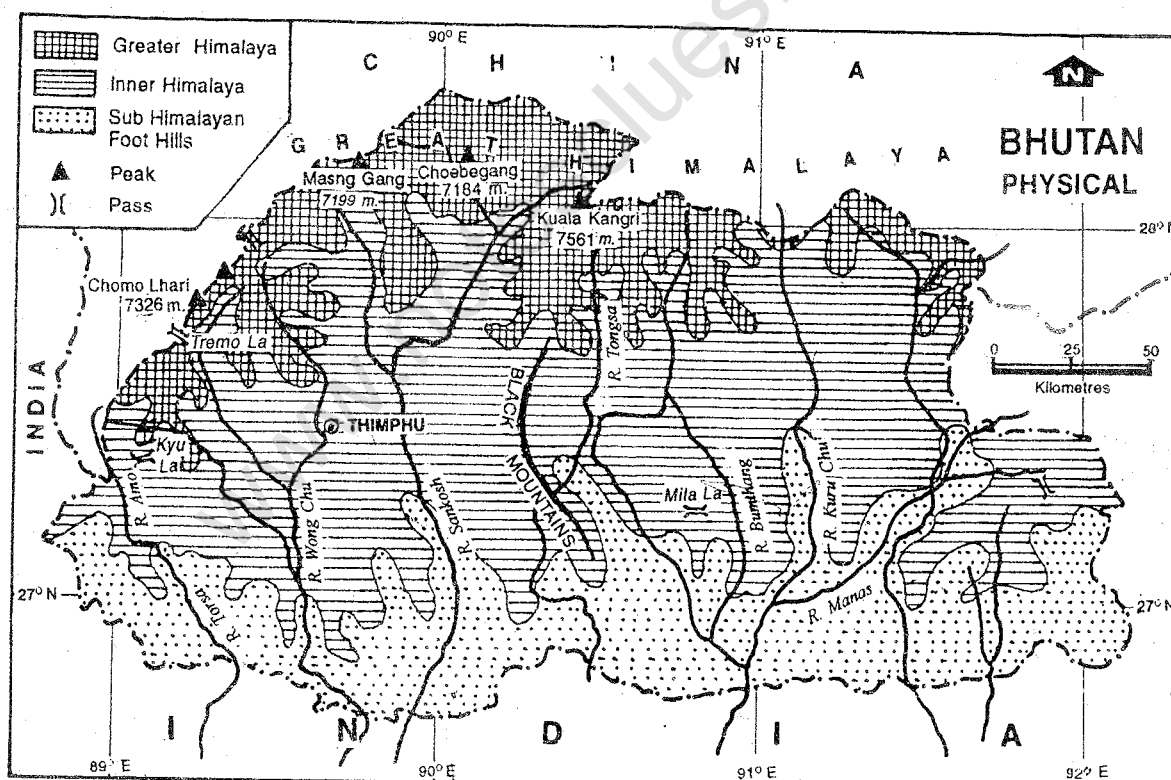 90° E
91° E
Greater Himalaya
Inner Himalaya
Sub Himalayan
Foot Hills
Peak
Pass
C H I N A
N
BHUTAN
PHYSICAL
GREAT HIMALAYA
Masng Gang
7199 m.
Choebegang
7184 m.
Kuala Kangri
7561 m.
28° N
Chomo Lhari
7326 m.
Tremo La
R. Tongsa
0 25 50
Kilometres
INDIA
BLACK MOUNTAINS
THIMPHU
Kyu
La
R. Amo
R. Wong Chu
R. Sankosh
Mila La
R. Bumthang
R. Kuru Chu
27° N
R. Torsa
R. Manas
27° N
I N D I A
89° E
90° E
91° E
92° E